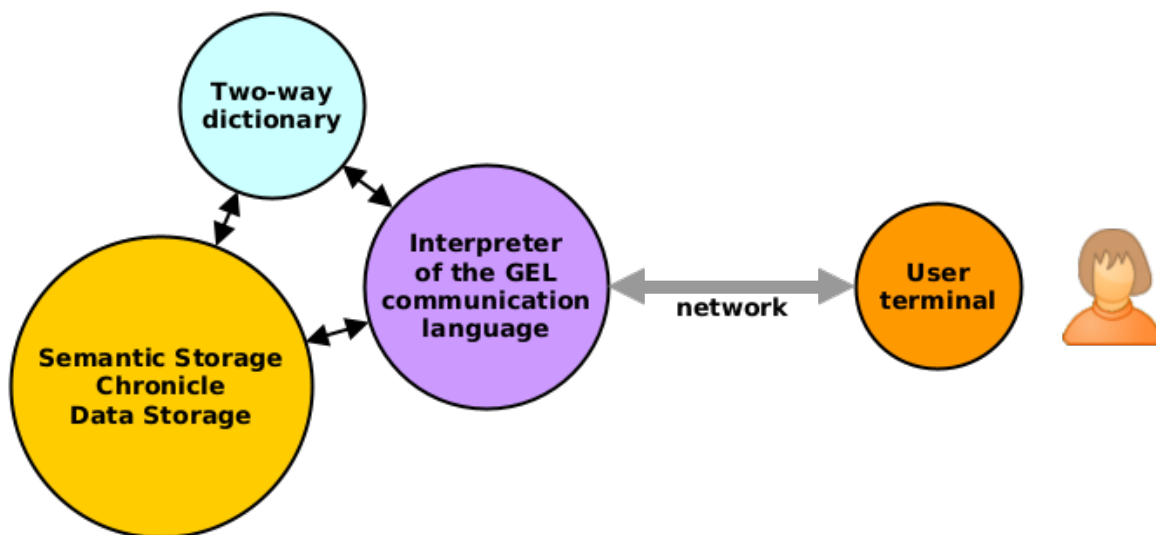 Two-way
dictionary
Interpreter
of the GEL
communication
language
User
terminal
network
Semantic Storage
Chronicle
Data Storage